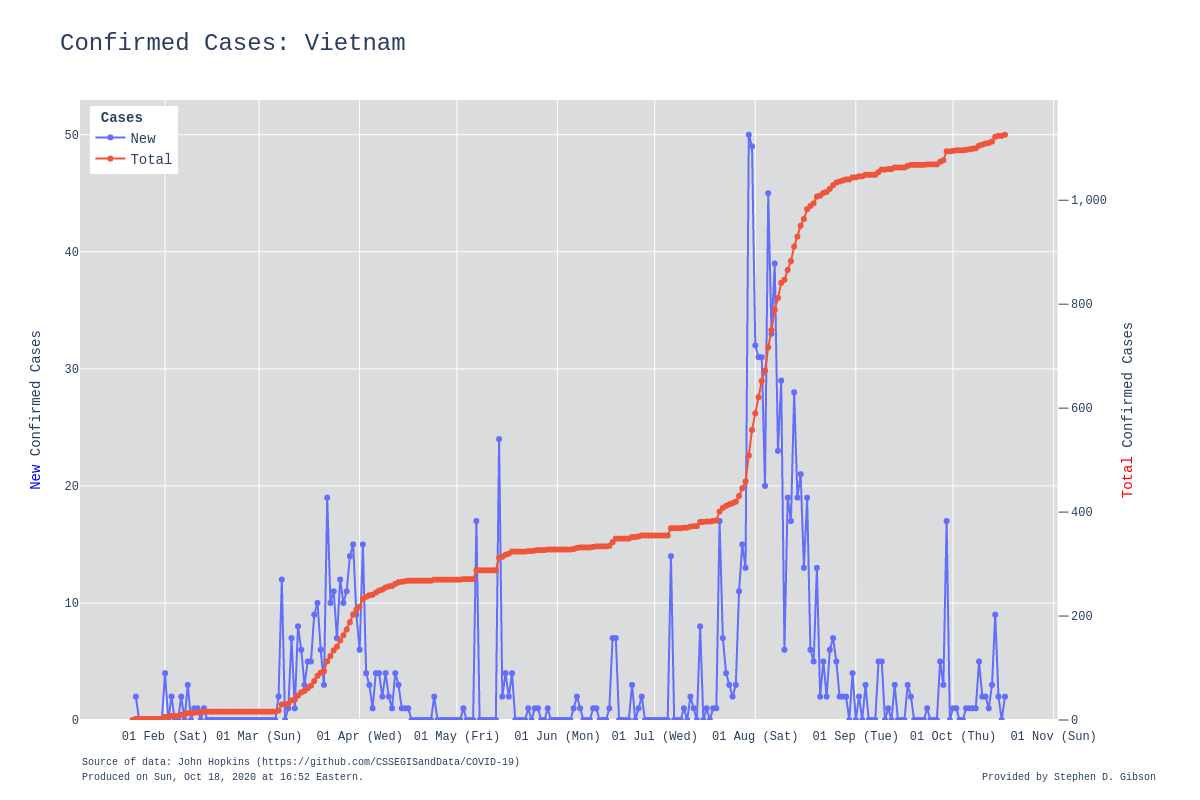 Confirmed Cases: Vietnam
Cases
New
Total
50
40
30
20
10
0
1,000
800
600
400
200
0
New Confirmed Cases
Total Confirmed Cases
01 Feb (Sat) 01 Mar (Sun) 01 Apr (Wed) 01 May (Fri) 01 Jun (Mon) 01 Jul (Wed) 01 Aug (Sat) 01 Sep (Tue) 01 Oct (Thu) 01 Nov (Sun)
Source of data: John Hopkins (https://github.com/CSSEGISandData/COVID-19)
Produced on Sun, Oct 18, 2020 at 16:52 Eastern.
Provided by Stephen D. Gibson